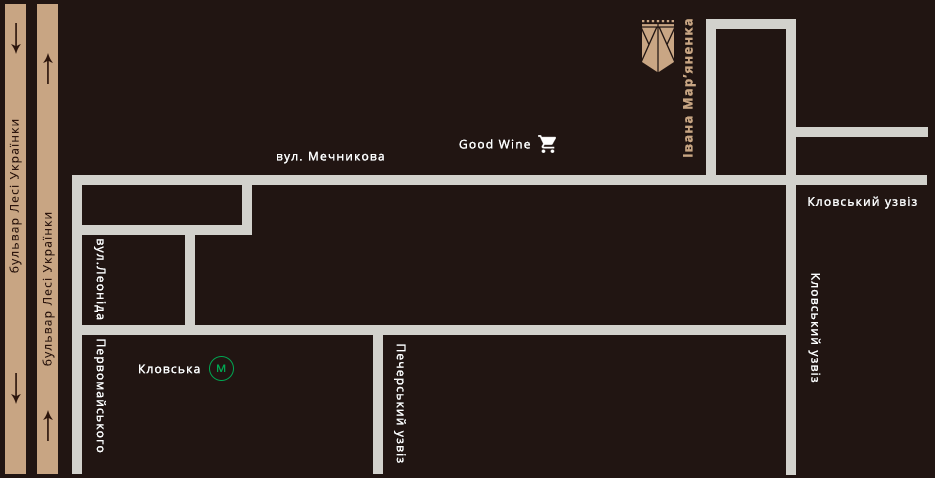 бульвар Лесі Українки
бульвар Лесі Українки
Івана Мар'яненка
Good Wine
вул. Мечникова
Кловський узвіз
вул.Леоніда
Первомайського
Кловська М
Печерський узвіз
Кловський узвіз